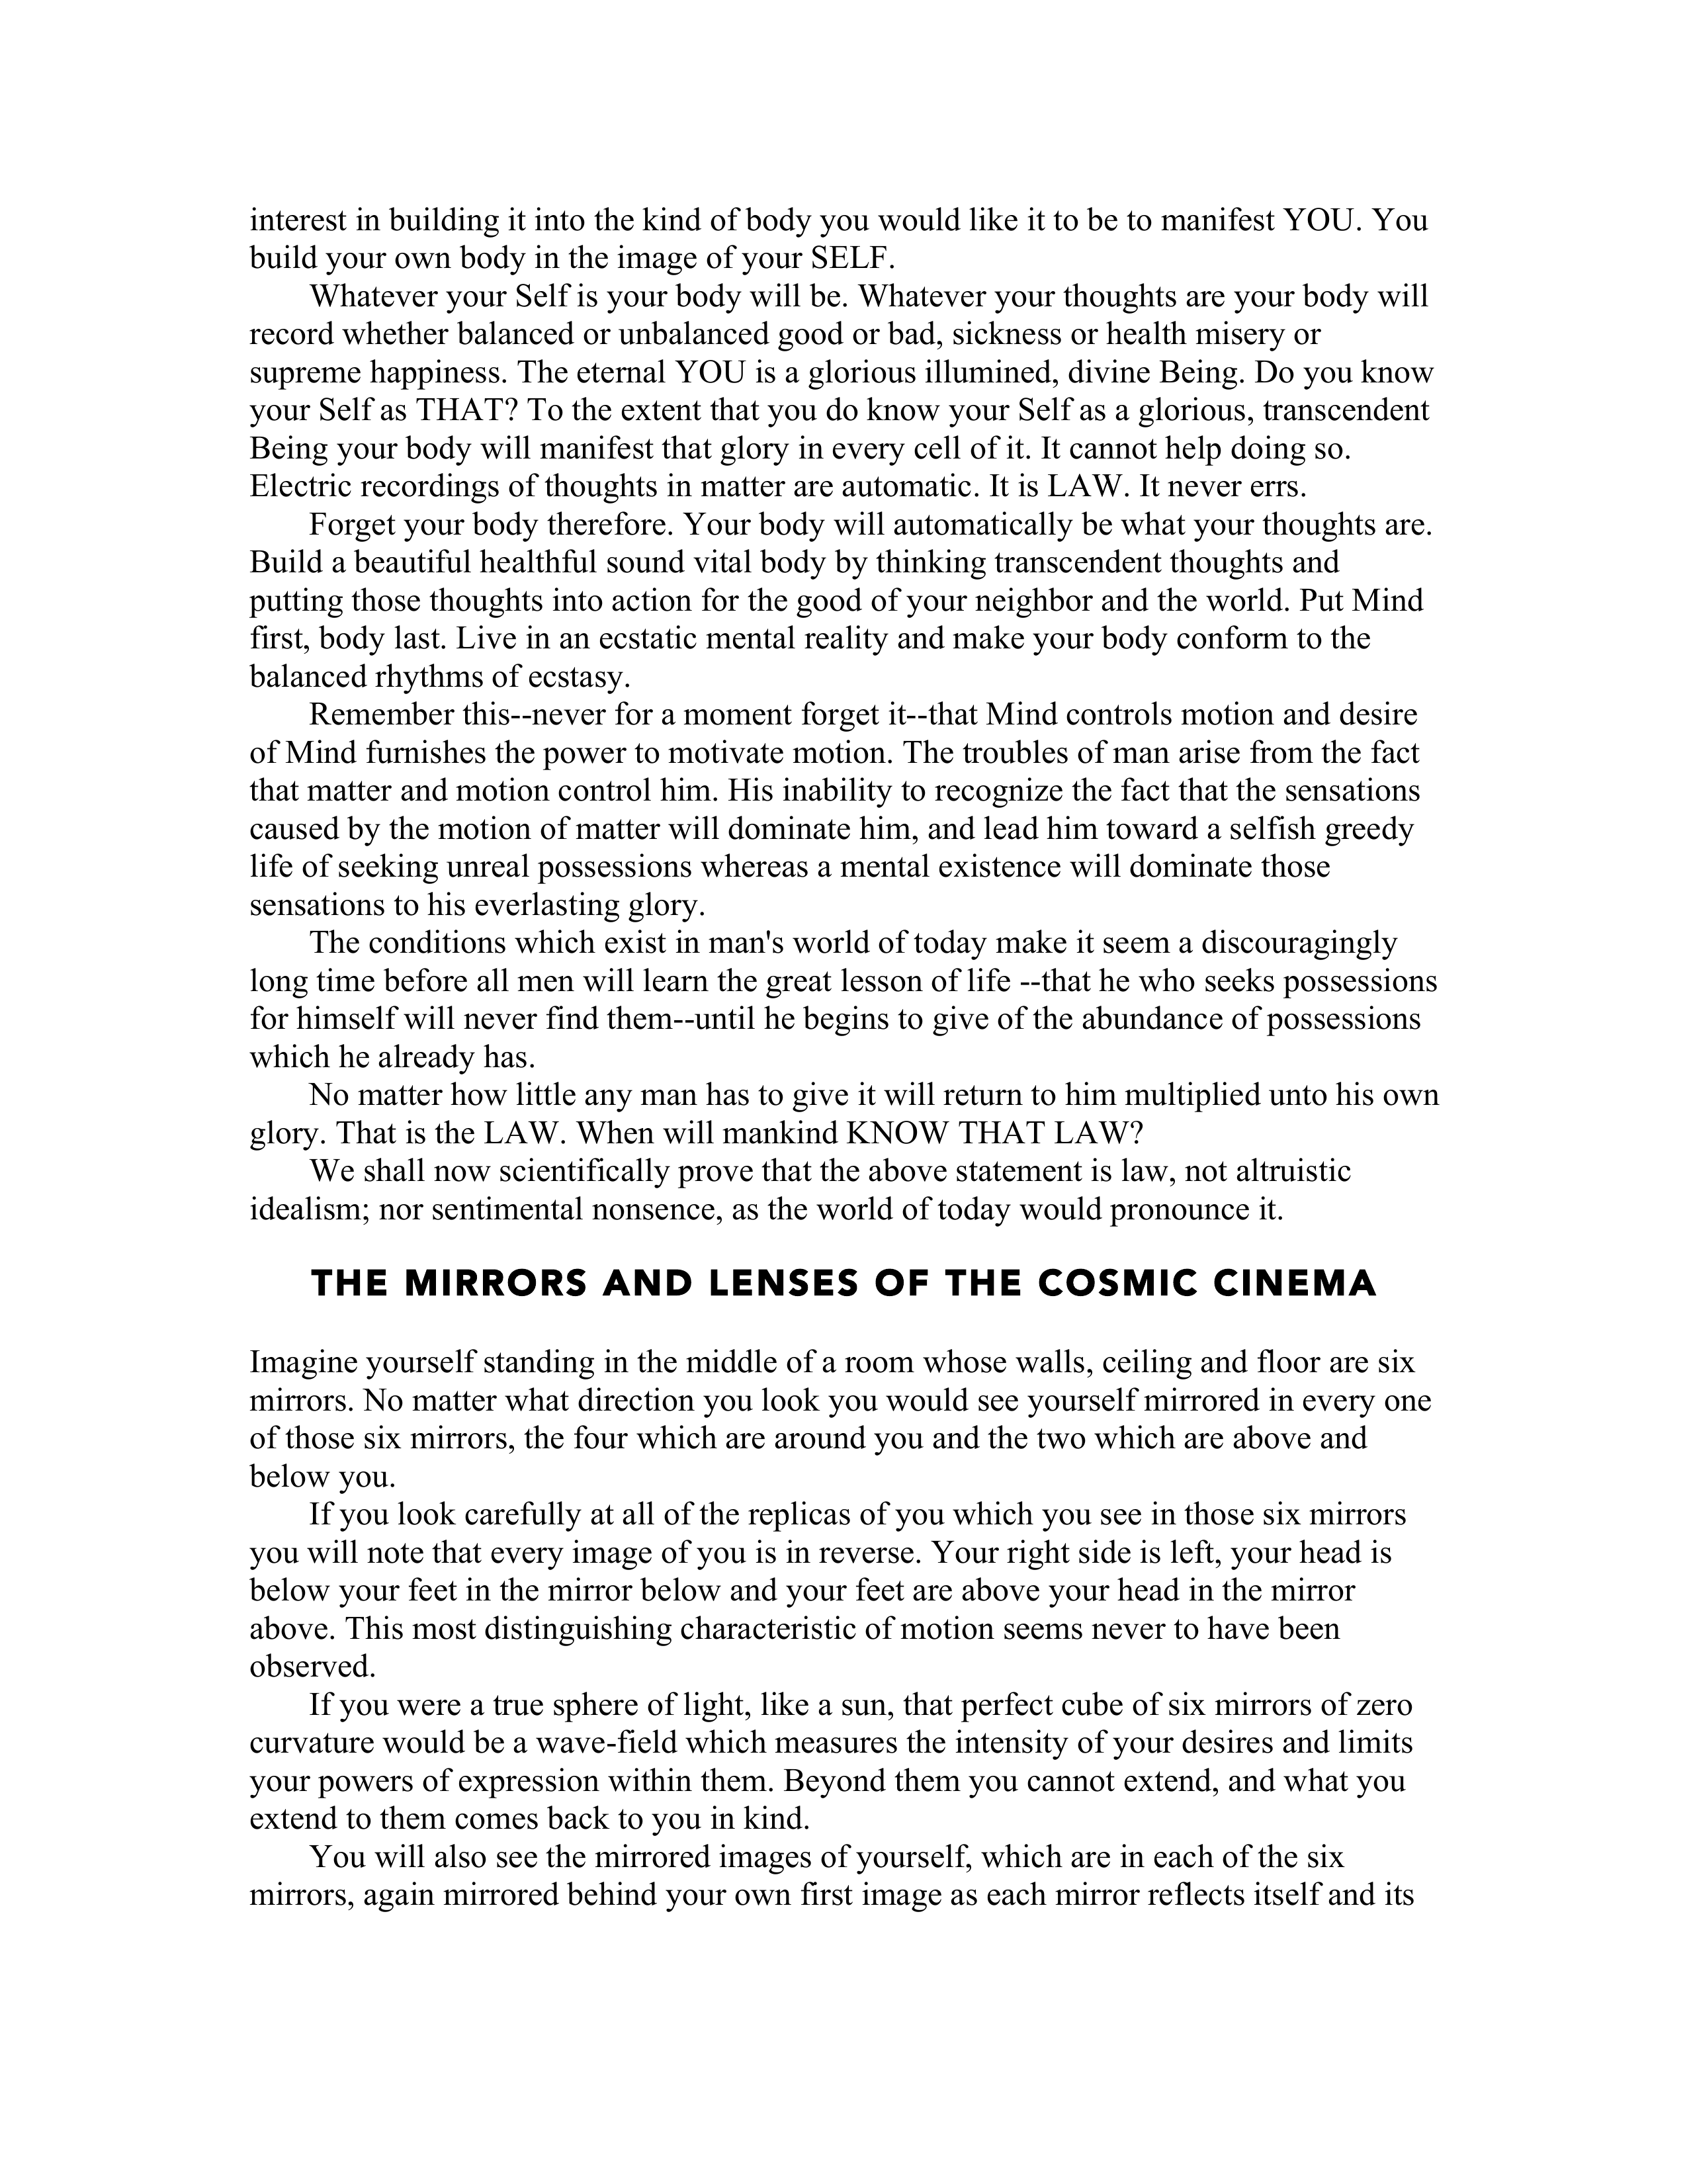 interest in building it into the kind of body you would like it to be to manifest YOU. You
build your own body in the image of your SELF.
Whatever your Self is your body will be. Whatever your thoughts are your body will
record whether balanced or unbalanced good or bad, sickness or health misery or
supreme happiness. The eternal YOU is a glorious illumined, divine Being. Do you know
your Self as THAT? To the extent that you do know your Self as a glorious, transcendent
Being your body will manifest that glory in every cell of it. It cannot help doing so.
Electric recordings of thoughts in matter are automatic. It is LAW. It never errs.
Forget your body therefore. Your body will automatically be what your thoughts are.
Build a beautiful healthful sound vital body by thinking transcendent thoughts and
putting those thoughts into action for the good of your neighbor and the world. Put Mind
first, body last. Live in an ecstatic mental reality and make your body conform to the
balanced rhythms of ecstasy.
Remember this--never for a moment forget it--that Mind controls motion and desire
of Mind furnishes the power to motivate motion. The troubles of man arise from the fact
that matter and motion control him. His inability to recognize the fact that the sensations
caused by the motion of matter will dominate him, and lead him toward a selfish greedy
life of seeking unreal possessions whereas a mental existence will dominate those
sensations to his everlasting glory.
The conditions which exist in man's world of today make it seem a discouragingly
long time before all men will learn the great lesson of life --that he who seeks possessions
for himself will never find them--until he begins to give of the abundance of possessions
which he already has.
No matter how little any man has to give it will return to him multiplied unto his own
glory. That is the LAW. When will mankind KNOW THAT LAW?
We shall now scientifically prove that the above statement is law, not altruistic
idealism; nor sentimental nonsence, as the world of today would pronounce it.
THE MIRRORS AND LENSES OF THE COSMIC CINEMA
Imagine yourself standing in the middle of a room whose walls, ceiling and floor are six
mirrors. No matter what direction you look you would see yourself mirrored in every one
of those six mirrors, the four which are around you and the two which are above and
below you.
If you look carefully at all of the replicas of you which you see in those six mirrors
you will note that every image of you is in reverse. Your right side is left, your head is
below your feet in the mirror below and your feet are above your head in the mirror
above. This most distinguishing characteristic of motion seems never to have been
observed.
If you were a true sphere of light, like a sun, that perfect cube of six mirrors of zero
curvature would be a wave-field which measures the intensity of your desires and limits
your powers of expression within them. Beyond them you cannot extend, and what you
extend to them comes back to you in kind.
You will also see the mirrored images of yourself, which are in each of the six
mirrors, again mirrored behind your own first image as each mirror reflects itself and its